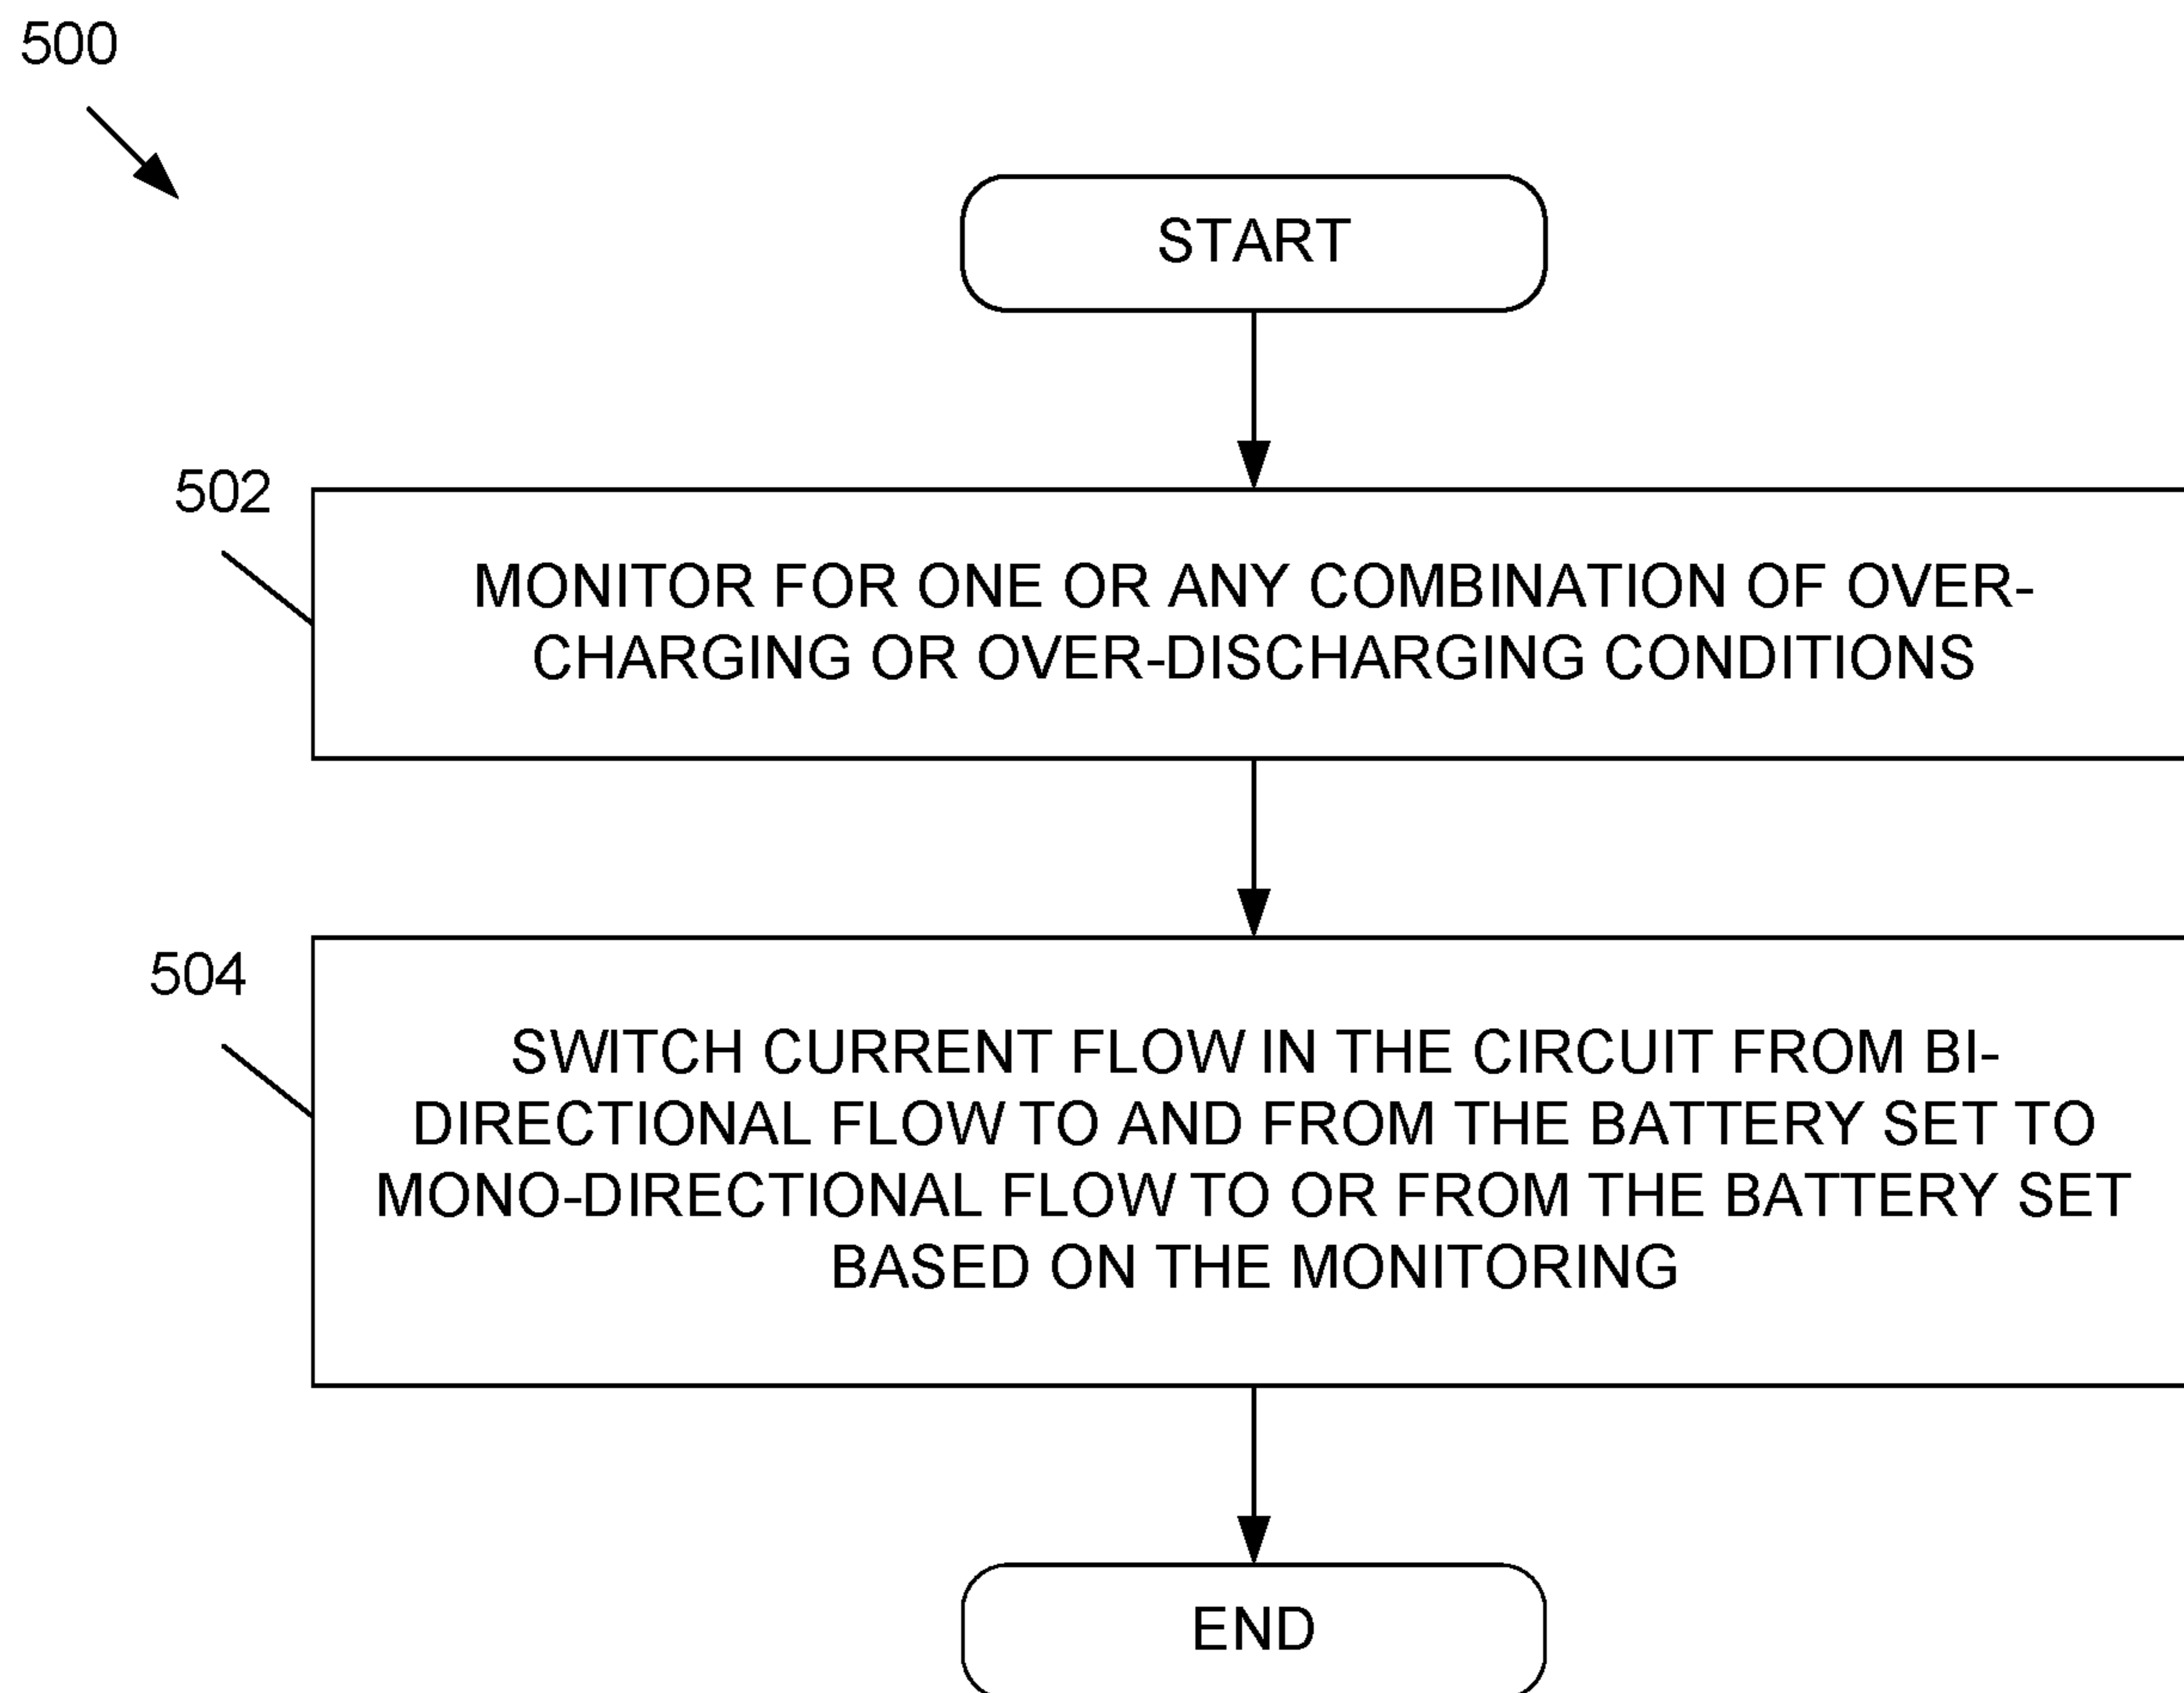 500
START
502
MONITOR FOR ONE OR ANY COMBINATION OF OVER-
CHARGING OR OVER-DISCHARGING CONDITIONS
504
SWITCH CURRENT FLOW IN THE CIRCUIT FROM BI-
DIRECTIONAL FLOW TO AND FROM THE BATTERY SET TO
MONO-DIRECTIONAL FLOW TO OR FROM THE BATTERY SET
BASED ON THE MONITORING
END